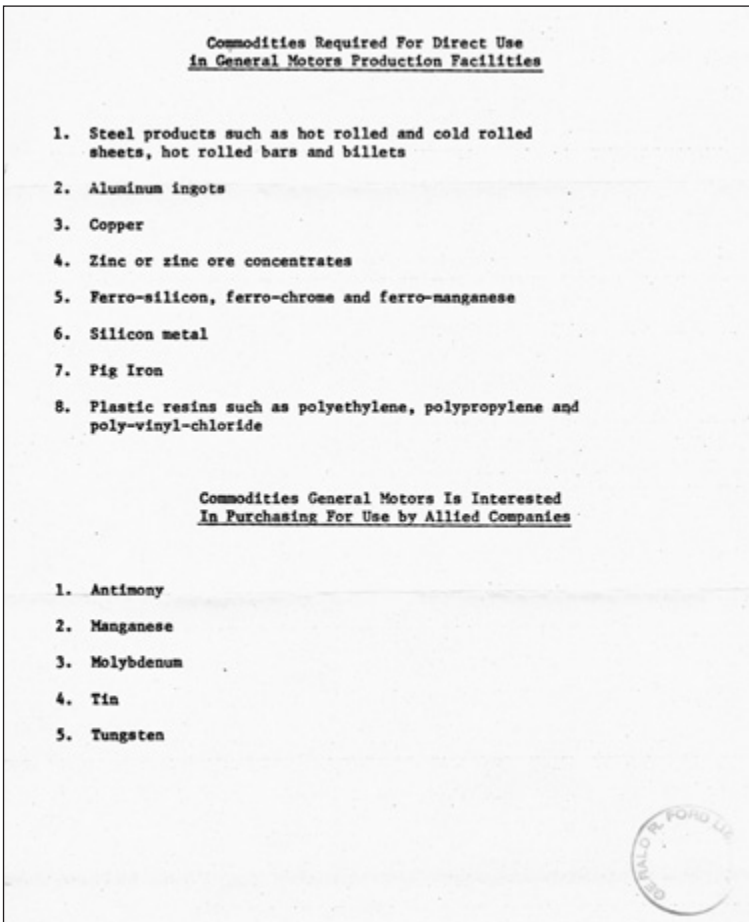 Commodities Required For Direct Use
in General Motors Production Facilities
1. Steel products such as hot rolled and cold rolled
sheets, hot rolled bars and billets
2. Aluminum ingots
3. Copper
4. Zinc or zinc ore concentrates
5. Ferro-silicon, ferro-chrome and ferro-manganese
6. Silicon metal
7. Pig Iron
8. Plastic resins such as polyethylene, polypropylene and
poly-vinyl-chloride
Commodities General Motors Is Interested
In Purchasing For Use by Allied Companies
1. Antimony
2. Manganese
3. Molybdenum
4. Tin
5. Tungsten
R. FORD